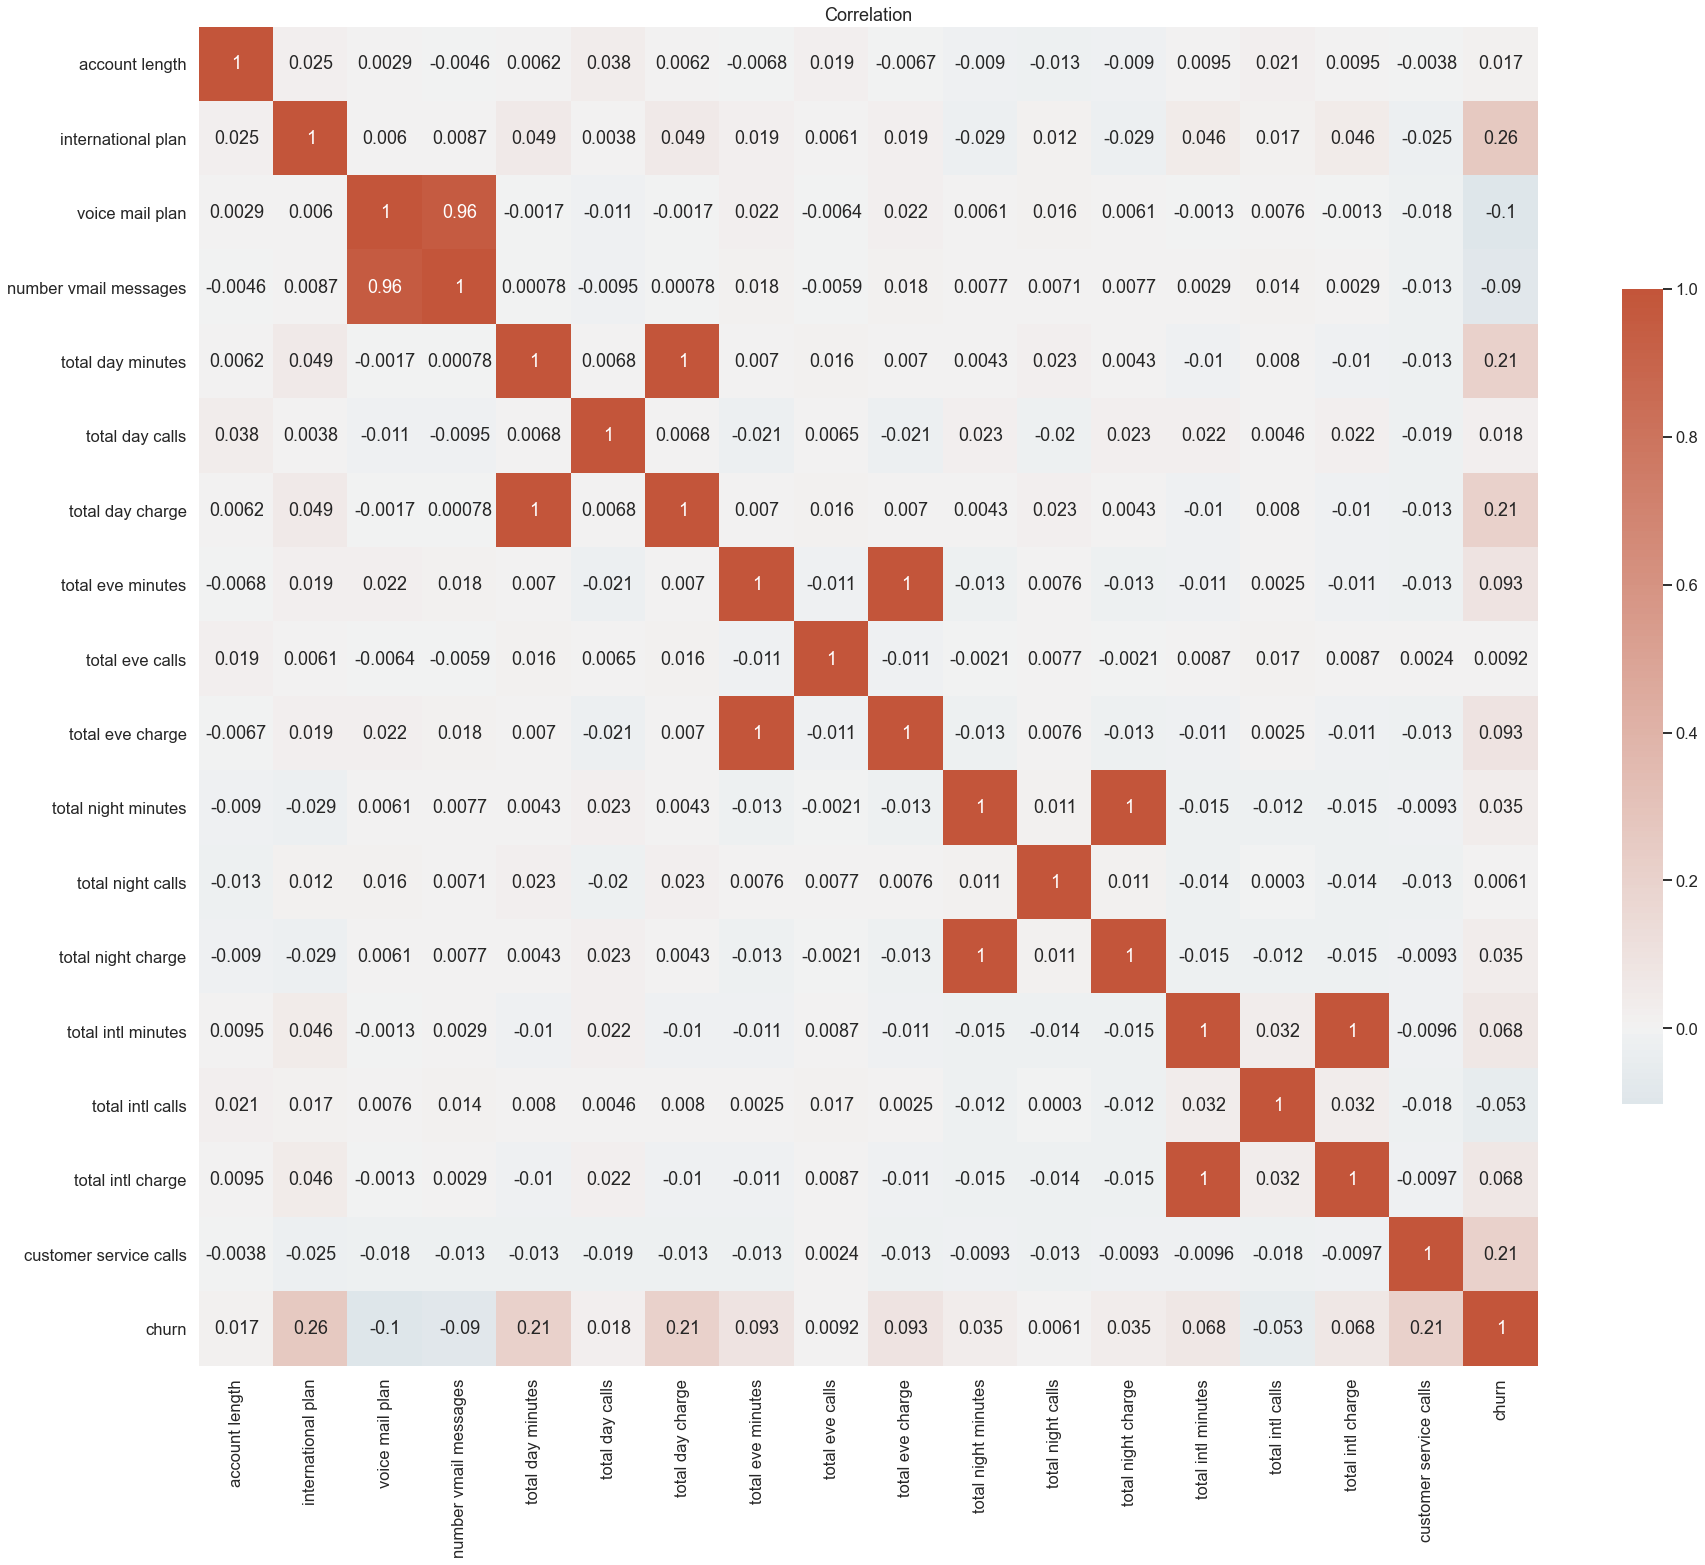 Correlation
account length 1 0.025 0.0029 -0.0046 0.0062 0.038 0.0062 -0.0068 0.019 -0.0067 -0.009 -0.013 -0.009 0.0095 0.021 0.0095 -0.0038 0.017
international plan 0.025 1 0.006 0.0087 0.049 0.0038 0.049 0.019 0.0061 0.019 -0.029 0.012 -0.029 0.046 0.017 0.046 -0.025 0.26
voice mail plan 0.0029 0.006 1 0.96 -0.0017 -0.011 -0.0017 0.022 -0.0064 0.022 0.0061 0.016 0.0061 -0.0013 0.0076 -0.0013 -0.018 -0.1
number vmail messages -0.0046 0.0087 0.96 1 0.00078 -0.0095 0.00078 0.018 -0.0059 0.018 0.0077 0.0071 0.0077 0.0029 0.014 0.0029 -0.013 -0.09
total day minutes 0.0062 0.049 -0.0017 0.00078 1 0.0068 1 0.007 0.016 0.007 0.0043 0.023 0.0043 -0.01 0.008 -0.01 -0.013 0.21
total day calls 0.038 0.0038 -0.011 -0.0095 0.0068 1 0.0068 -0.021 0.0065 -0.021 0.023 -0.02 0.023 0.022 0.0046 0.022 -0.019 0.018
total day charge 0.0062 0.049 -0.0017 0.00078 1 0.0068 1 0.007 0.016 0.007 0.0043 0.023 0.0043 -0.01 0.008 -0.01 -0.013 0.21
total eve minutes -0.0068 0.019 0.022 0.018 0.007 -0.021 0.007 1 -0.011 1 -0.013 0.0076 -0.013 -0.011 0.0025 -0.011 -0.013 0.093
total eve calls 0.019 0.0061 -0.0064 -0.0059 0.016 0.0065 0.016 -0.011 1 -0.011 -0.0021 0.0077 -0.0021 0.0087 0.017 0.0087 0.0024 0.0092
total eve charge -0.0067 0.019 0.022 0.018 0.007 -0.021 0.007 1 -0.011 1 -0.013 0.0076 -0.013 -0.011 0.0025 -0.011 -0.013 0.093
total night minutes -0.009 -0.029 0.0061 0.0077 0.0043 0.023 0.0043 -0.013 -0.0021 -0.013 1 0.011 1 -0.015 -0.012 -0.015 -0.0093 0.035
total night calls -0.013 0.012 0.016 0.0071 0.023 -0.02 0.023 0.0076 0.0077 0.0076 0.011 1 0.011 -0.014 0.0003 -0.014 -0.013 0.0061
total night charge -0.009 -0.029 0.0061 0.0077 0.0043 0.023 0.0043 -0.013 -0.0021 -0.013 1 0.011 1 -0.015 -0.012 -0.015 -0.0093 0.035
total intl minutes 0.0095 0.046 -0.0013 0.0029 -0.01 0.022 -0.01 -0.011 0.0087 -0.011 -0.015 -0.014 -0.015 1 0.032 1 -0.0096 0.068
total intl calls 0.021 0.017 0.0076 0.014 0.008 0.0046 0.008 0.0025 0.017 0.0025 -0.012 0.0003 -0.012 0.032 1 0.032 -0.018 -0.053
total intl charge 0.0095 0.046 -0.0013 0.0029 -0.01 0.022 -0.01 -0.011 0.0087 -0.011 -0.015 -0.014 -0.015 1 0.032 1 -0.0097 0.068
customer service calls -0.0038 -0.025 -0.018 -0.013 -0.013 -0.019 -0.013 -0.013 0.0024 -0.013 -0.0093 -0.013 -0.0093 -0.0096 -0.018 -0.0097 1 0.21
churn 0.017 0.26 -0.1 -0.09 0.21 0.018 0.21 0.093 0.0092 0.093 0.035 0.0061 0.035 0.068 -0.053 0.068 0.21 1
account length
international plan
voice mail plan
number vmail messages
total day minutes
total day calls
total day charge
total eve minutes
total eve calls
total eve charge
total night minutes
total night calls
total night charge
total intl minutes
total intl calls
total intl charge
customer service calls
churn
1.0
0.8
0.6
0.4
0.2
0.0